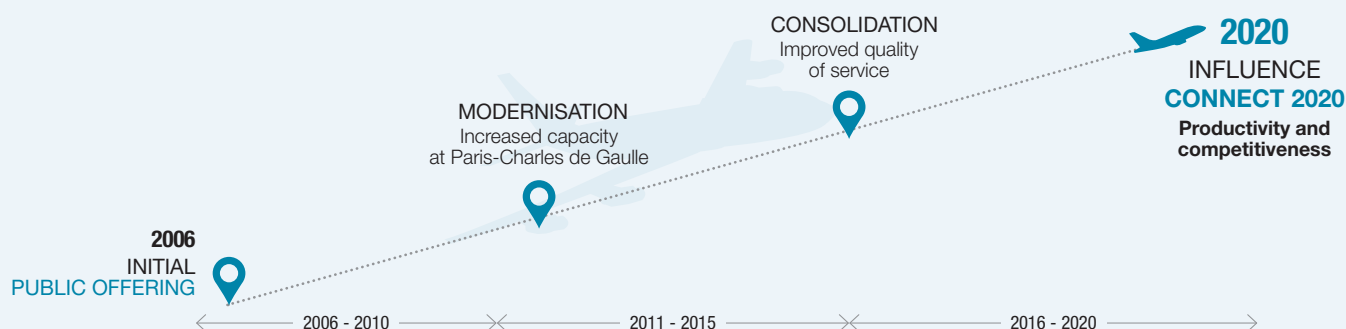 2006
INITIAL
PUBLIC OFFERING
MODERNISATION
Increased capacity
at Paris-Charles de Gaulle
CONSOLIDATION
Improved quality
of service
2020
INFLUENCE
CONNECT 2020
Productivity and
competitiveness
2006 - 2010
2011 - 2015
2016 - 2020